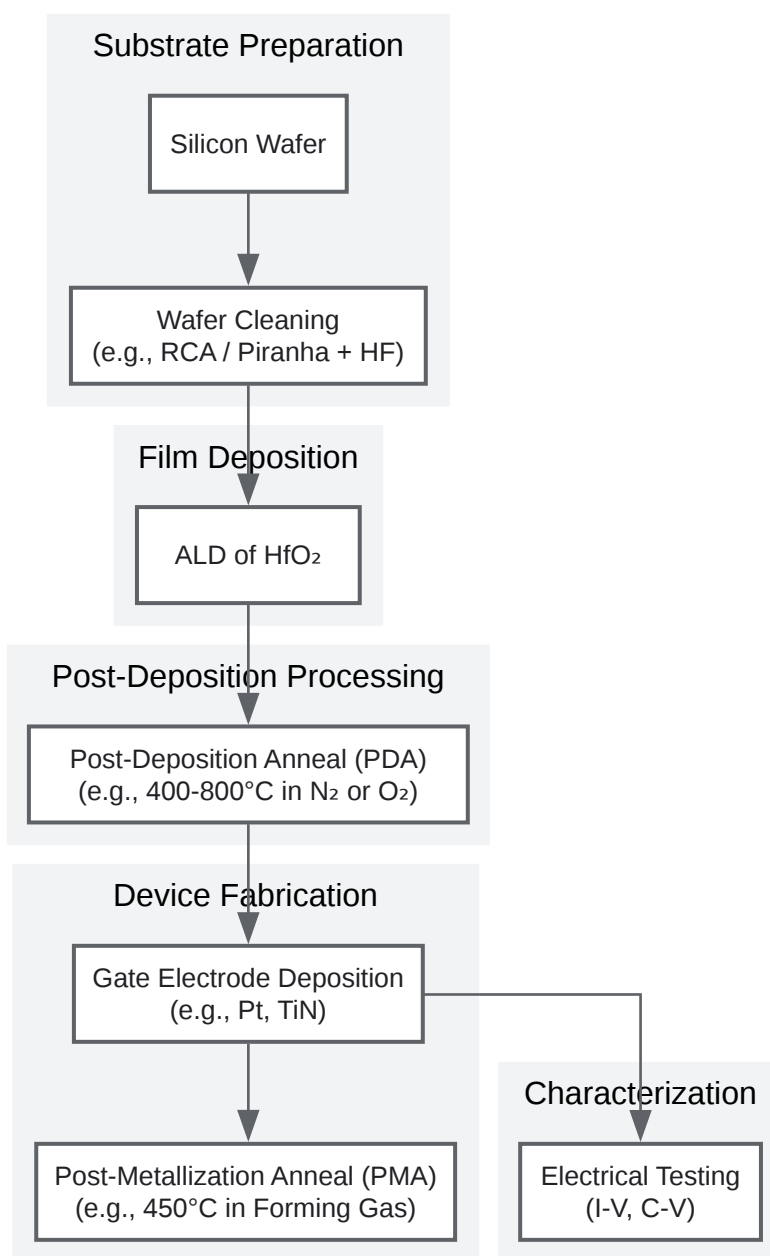 Substrate Preparation
Silicon Wafer
Wafer Cleaning
(e.g., RCA / Piranha + HF)
Film Deposition
ALD of HfO₂
Post-Deposition Processing
Post-Deposition Anneal (PDA)
(e.g., 400-800°C in N₂ or O₂)
Device Fabrication
Gate Electrode Deposition
(e.g., Pt, TiN)
Post-Metallization Anneal (PMA)
(e.g., 450°C in Forming Gas)
Characterization
Electrical Testing
(I-V, C-V)